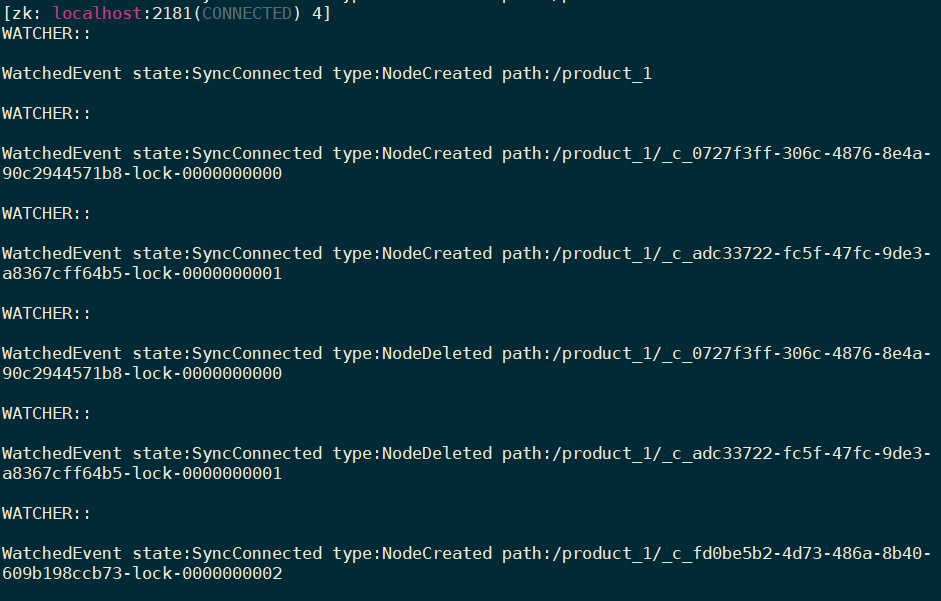 [zk: localhost:2181(CONNECTED) 4]
WATCHER::
WatchedEvent state:SyncConnected type:NodeCreated path:/product_1
WATCHER::
WatchedEvent state:SyncConnected type:NodeCreated path:/product_1/_c_0727f3ff-306c-4876-8e4a-
90c2944571b8-lock-0000000000
WATCHER::
WatchedEvent state:SyncConnected type:NodeCreated path:/product_1/_c_adc33722-fc5f-47fc-9de3-
a8367cff64b5-lock-0000000001
WATCHER::
WatchedEvent state:SyncConnected type:NodeDeleted path:/product_1/_c_0727f3ff-306c-4876-8e4a-
90c2944571b8-lock-0000000000
WATCHER::
WatchedEvent state:SyncConnected type:NodeDeleted path:/product_1/_c_adc33722-fc5f-47fc-9de3-
a8367cff64b5-lock-0000000001
WATCHER::
WatchedEvent state:SyncConnected type:NodeCreated path:/product_1/_c_fd0be5b2-4d73-486a-8b40-
609b198ccb73-lock-0000000002